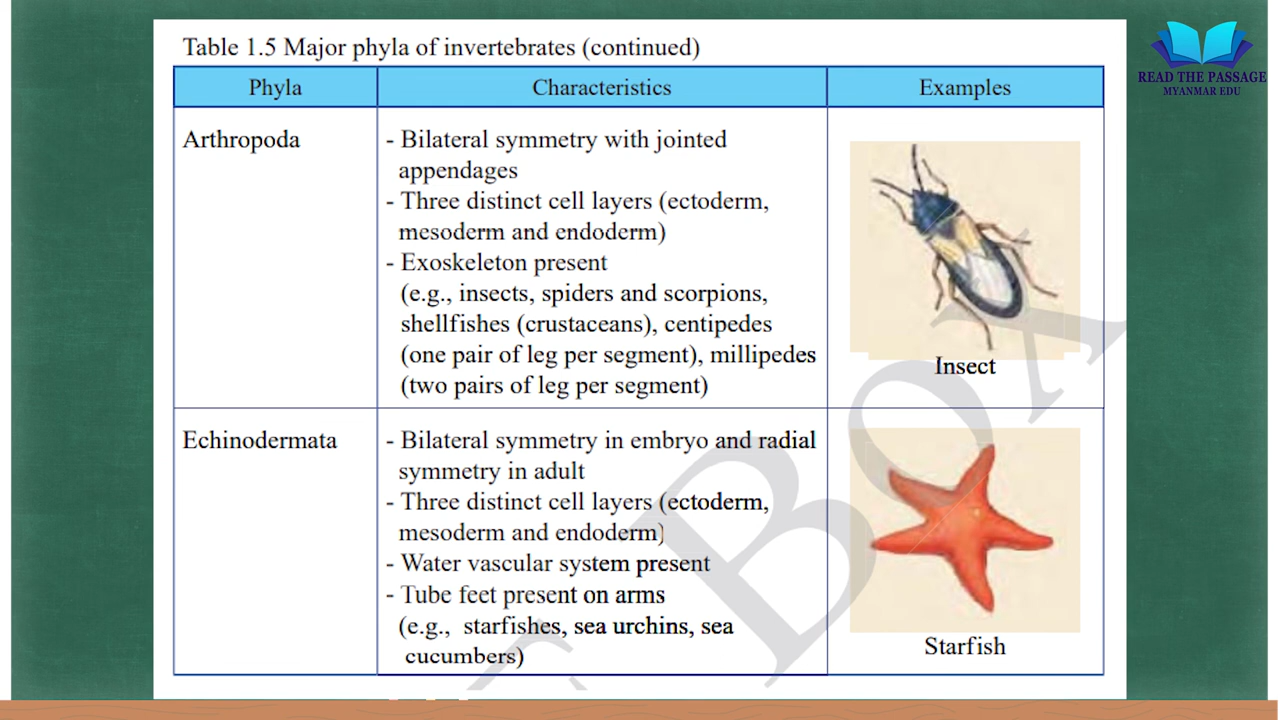 Table 1.5 Major phyla of invertebrates (continued)
READ THE PASSAGE
MYANMAR EDU
Phyla
Characteristics
Examples
Arthropoda
- Bilateral symmetry with jointed
appendages
- Three distinct cell layers (ectoderm,
mesoderm and endoderm)
- Exoskeleton present
(e.g., insects, spiders and scorpions,
shellfishes (crustaceans), centipedes
(one pair of leg per segment), millipedes
(two pairs of leg per segment)
Insect
Echinodermata
- Bilateral symmetry in embryo and radial
symmetry in adult
- Three distinct cell layers (ectoderm,
mesoderm and endoderm)
- Water vascular system present
- Tube feet present on arms
(e.g., starfishes, sea urchins, sea
cucumbers)
Starfish